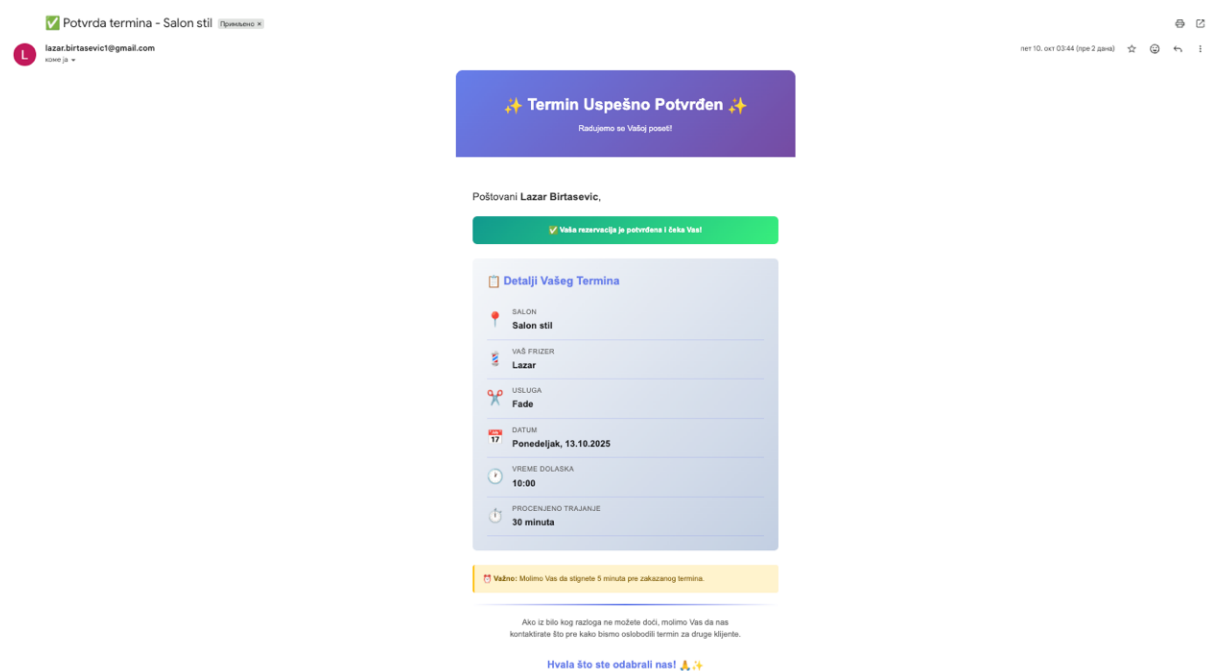 ✅ Potvrda termina - Salon stil Примљено ×
L
lazar.birtasevic1@gmail.com
коме ја
пет 10. окт 03:44 (пре 2 дана)
✨ Termin Uspešno Potvrđen ✨
Radujemo se Vašoj poseti!
Poštovani Lazar Birtasevic,
✅ Vaša rezervacija je potvrđena i čeka Vas!
📋 Detalji Vašeg Termina
SALON
Salon stil
VAŠ FRIZER
Lazar
USLUGA
Fade
17
DATUM
Ponedeljak, 13.10.2025
VREME DOLASKA
10:00
PROCENJENO TRAJANJE
30 minuta
⏰ Važno: Molimo Vas da stignete 5 minuta pre zakazanog termina.
Ako iz bilo kog razloga ne možete doći, molimo Vas da nas
kontaktirate što pre kako bismo oslobodili termin za druge klijente.
Hvala što ste odabrali nas! 🙏✨